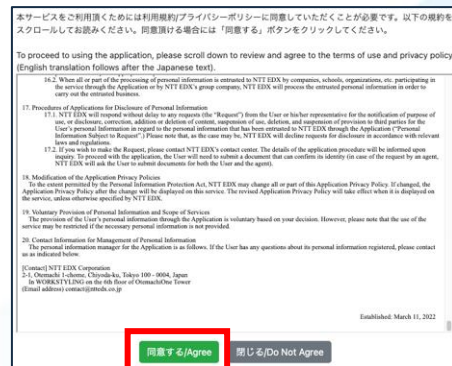 本サービスをご利用頂くためには利用規約/プライバシーポリシーに同意していただくことが必要です。以下の規約を
スクロールしてお読みください。同意頂ける場合には「同意する」ボタンをクリックしてください。
To proceed to using the application, please scroll down to review and agree to the terms of use and privacy policy
(English translation follows after the Japanese text).
16.2. When all or part of the processing of personal information is entrusted to NTT EDX by companies, schools, organizations, etc. participating in
the service through the Application or by NTT EDX's group company, NTT EDX will process the entrusted personal information in order to
carry out the entrusted business.
17. Procedures of Applications for Disclosure of Personal Information
17.1. NTT EDX will respond without delay to any requests (the "Request") from the User or his/her representative for the notification of purpose of
use, or disclosure, correction, addition or deletion of content, suspension of use, deletion, and suspension of provision to third parties for the
User's personal Information in regard to the personal information that has been entrusted to NTT EDX through the Application ("Personal
Information Subject to Request".) Please note that, as the case may be, NTT EDX will decline requests for disclosure in accordance with relevant
laws and regulations.
17.2. If you wish to make the Request, please contact NTT EDX's contact center. The details of the application procedure will be informed upon
inquiry. To proceed with the application, the User will need to submit a document that can confirm its identity (in case of the request by an agent,
NTT EDX will ask the User to submit documents for both the User and the agent).
18. Modification of the Application Privacy Policies
To the extent permitted by the Personal Information Protection Act, NTT EDX may change all or part of this Application Privacy Policy. If changed, the
Application Privacy Policy after the change will be displayed on this service. The revised Application Privacy Policy will take effect when it is displayed on
the service, unless otherwise specified by NTT EDX.
19. Voluntary Provision of Personal Information and Scope of Services
The provision of the User's personal information through the Application is voluntary based on your decision. However, please note that the use of the
service may be restricted if the necessary personal information is not provided.
20. Contact Information for Management of Personal Information
The personal information manager for the Application is as follows. If the User has any questions about its personal information registered, please contact
us as indicated below.
[Contact] NTT EDX Corporation
2-1, Otemachi 1-chome, Chiyoda-ku, Tokyo 100 - 0004, Japan
In WORKSTYLING on the 6th floor of OtemachiOne Tower
(Email address) contact@nttedx.co.jp
Established: March 11, 2022
同意する/Agree
閉じる/Do Not Agree